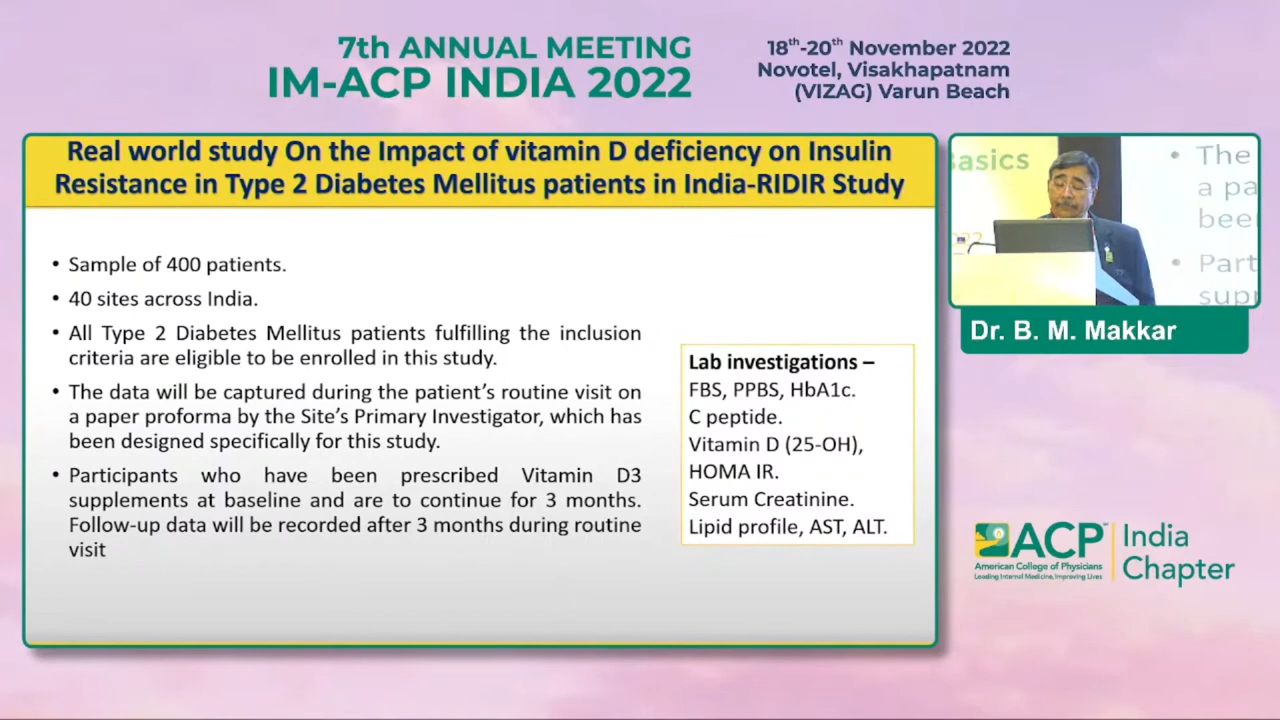 7th ANNUAL MEETING
IM-ACP INDIA 2022
18th-20th November 2022
Novotel, Visakhapatnam
(VIZAG) Varun Beach
Real world study On the Impact of vitamin D deficiency on Insulin
Resistance in Type 2 Diabetes Mellitus patients in India-RIDIR Study
• Sample of 400 patients.
• 40 sites across India.
• All Type 2 Diabetes Mellitus patients fulfilling the inclusion
criteria are eligible to be enrolled in this study.
• The data will be captured during the patient's routine visit on
a paper proforma by the Site's Primary Investigator, which has
been designed specifically for this study.
• Participants who have been prescribed Vitamin D3
supplements at baseline and are to continue for 3 months.
Follow-up data will be recorded after 3 months during routine
visit
Lab investigations –
FBS, PPBS, HbA1c.
C peptide.
Vitamin D (25-OH),
HOMA IR.
Serum Creatinine.
Lipid profile, AST, ALT.
asics
• The
a pa
bee
• Part
supp
Dr. B. M. Makkar
ACP
American College of Physicians
Leading Internal Medicine, Improving Lives
India
Chapter